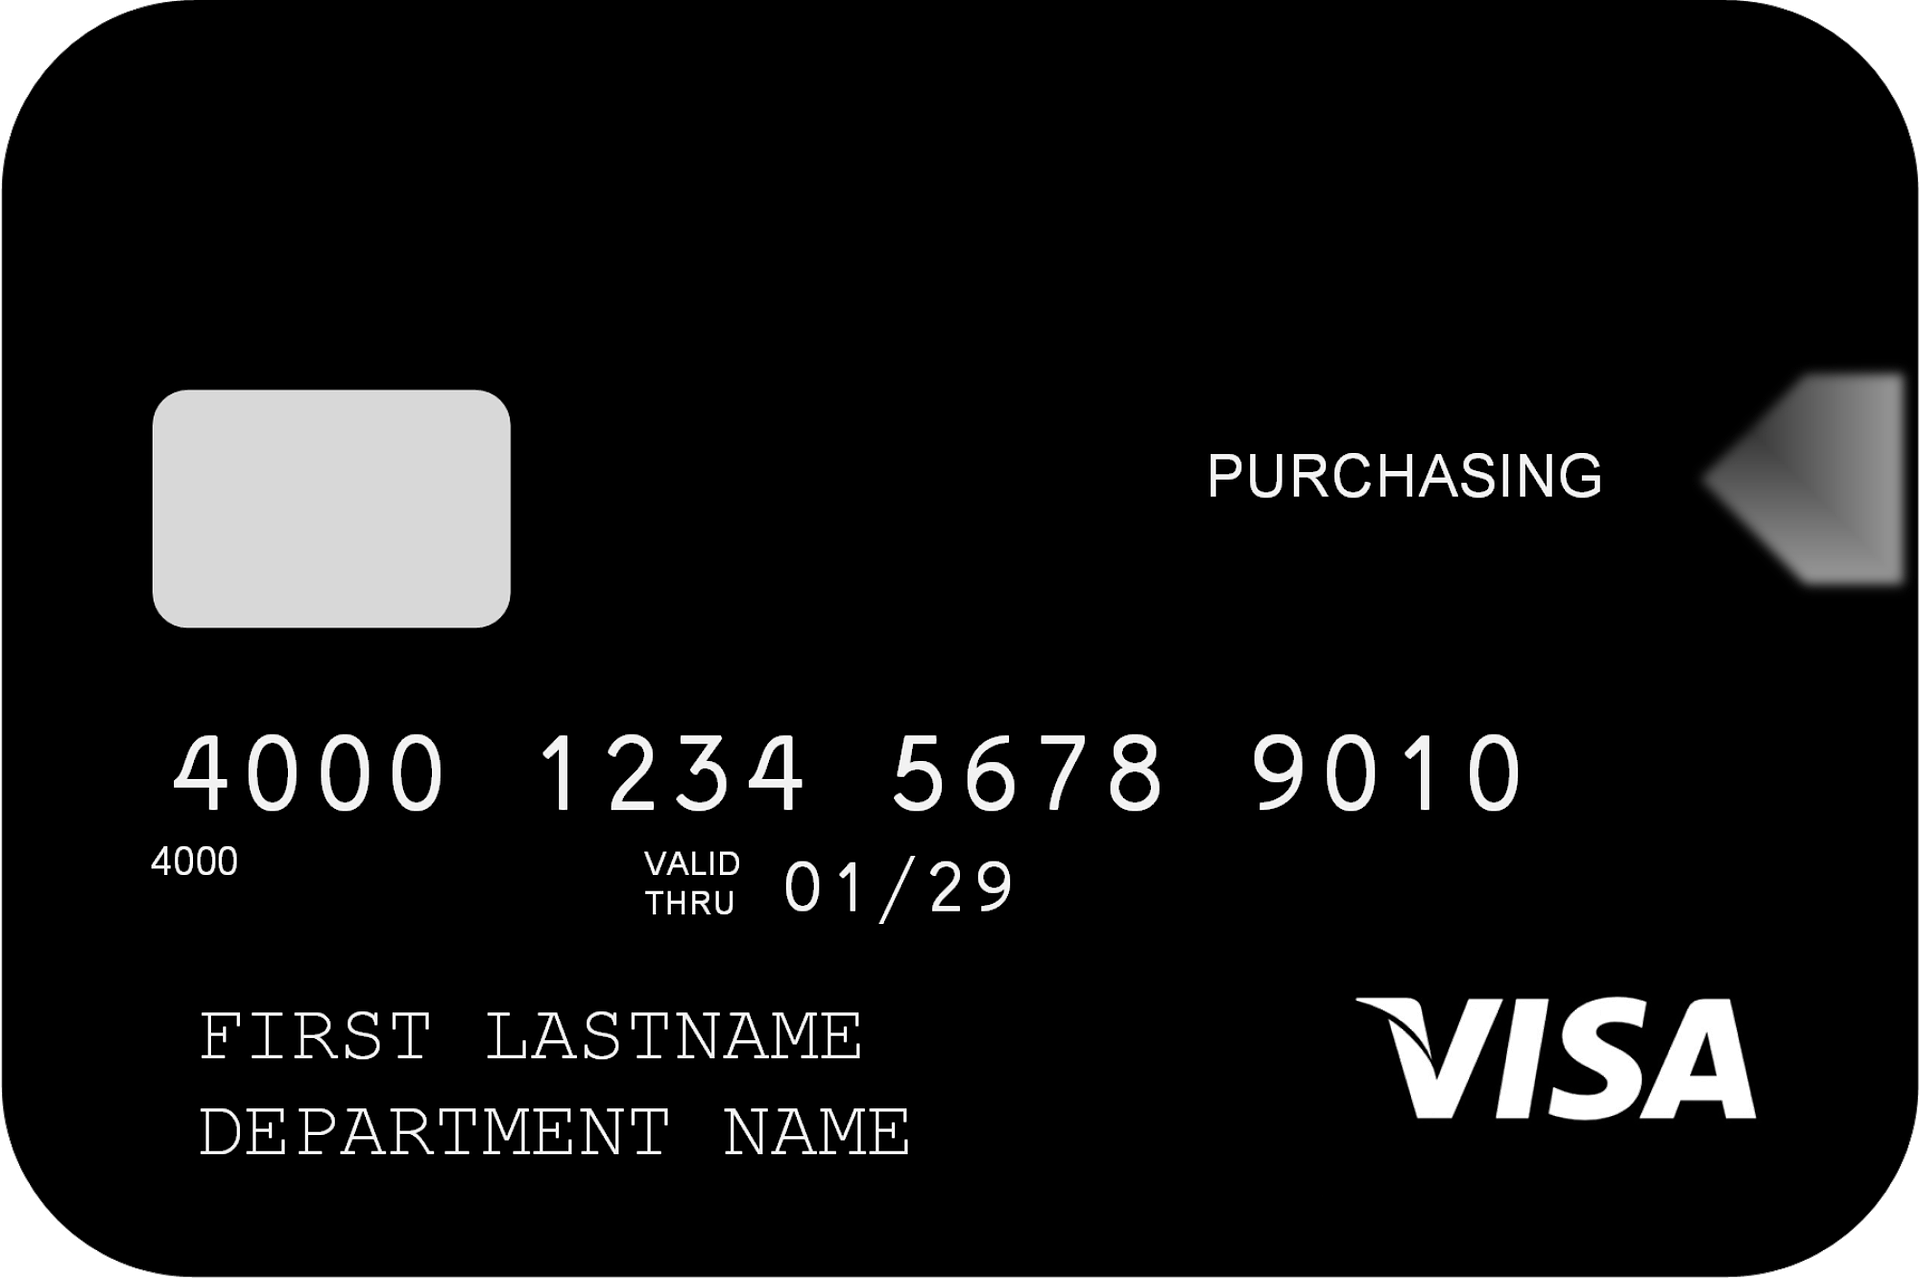 PURCHASING
4000 1234 5678 9010
4000
VALID
THRU
01/29
FIRST LASTNAME
DEPARTMENT NAME
VISA